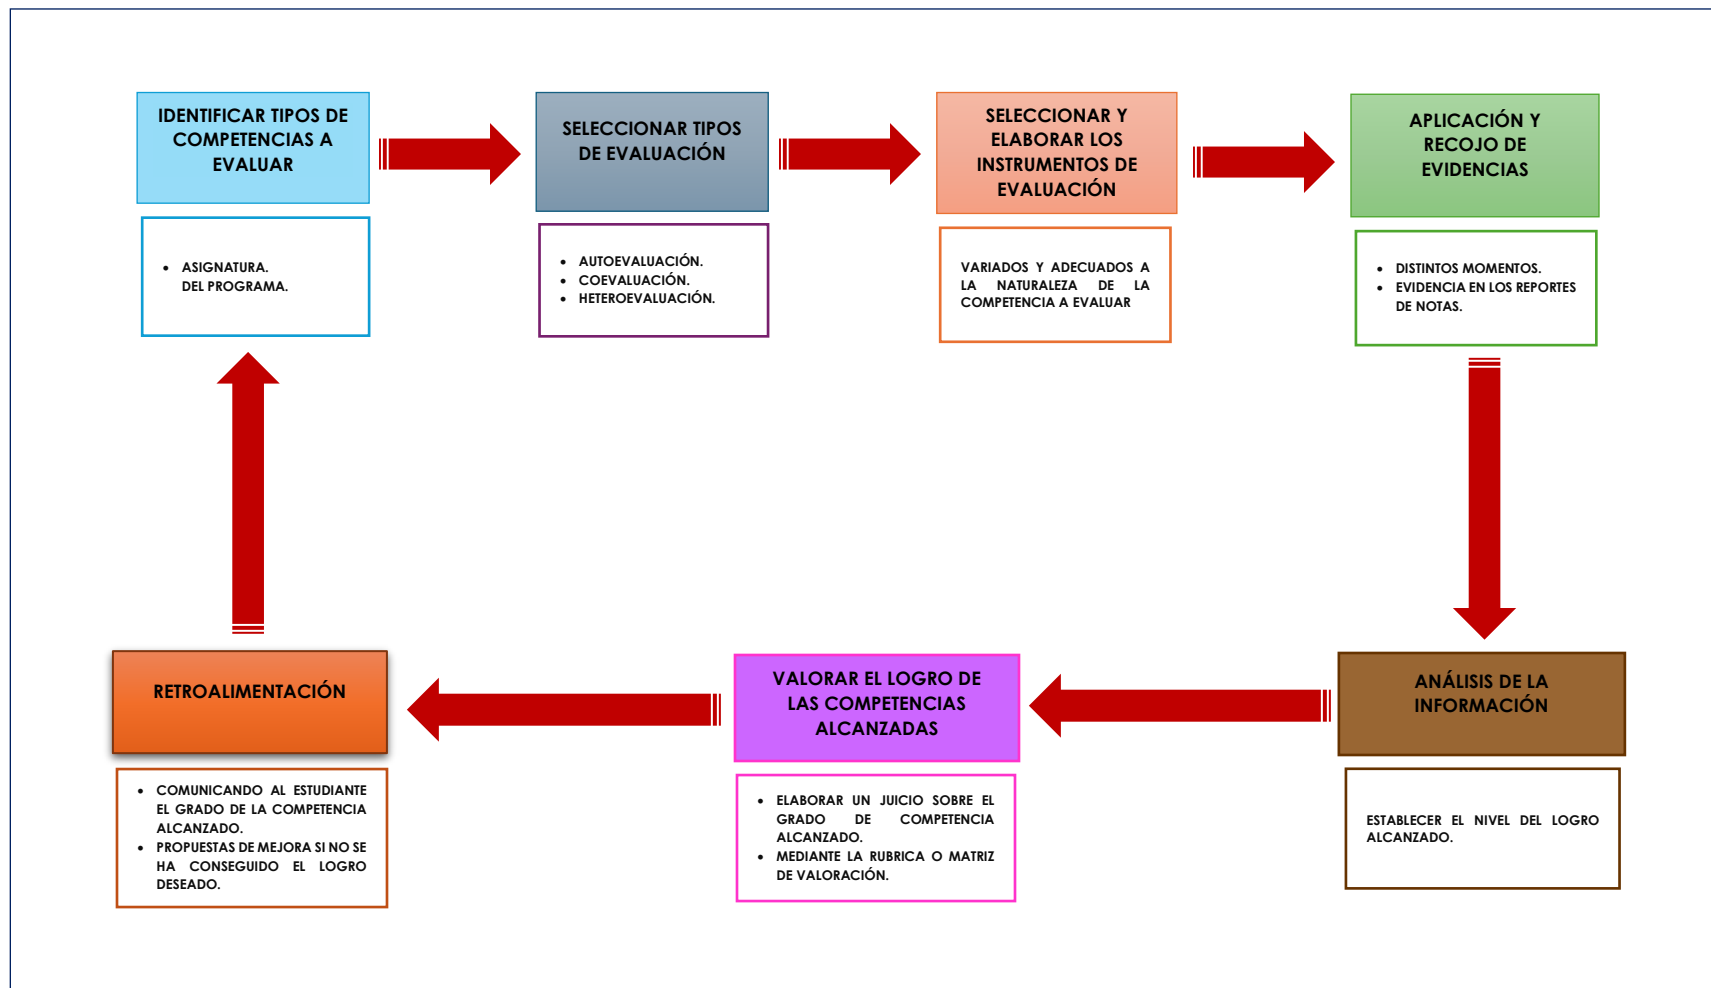 IDENTIFICAR TIPOS DE
COMPETENCIAS A
EVALUAR
• ASIGNATURA.
DEL PROGRAMA.
SELECCIONAR TIPOS
DE EVALUACIÓN
• AUTOEVALUACIÓN.
• COEVALUACIÓN.
• HETEROEVALUACIÓN.
SELECCIONAR Y
ELABORAR LOS
INSTRUMENTOS DE
EVALUACIÓN
VARIADOS Y ADECUADOS A
LA NATURALEZA DE LA
COMPETENCIA A EVALUAR
APLICACIÓN Y
RECOJO DE
EVIDENCIAS
• DISTINTOS MOMENTOS.
• EVIDENCIA EN LOS REPORTES
DE NOTAS.
ANÁLISIS DE LA
INFORMACIÓN
ESTABLECER EL NIVEL DEL LOGRO
ALCANZADO.
VALORAR EL LOGRO DE
LAS COMPETENCIAS
ALCANZADAS
• ELABORAR UN JUICIO SOBRE EL
GRADO DE COMPETENCIA
ALCANZADO.
• MEDIANTE LA RUBRICA O MATRIZ
DE VALORACIÓN.
RETROALIMENTACIÓN
• COMUNICANDO AL ESTUDIANTE
EL GRADO DE LA COMPETENCIA
ALCANZADO.
• PROPUESTAS DE MEJORA SI NO SE
HA CONSEGUIDO EL LOGRO
DESEADO.